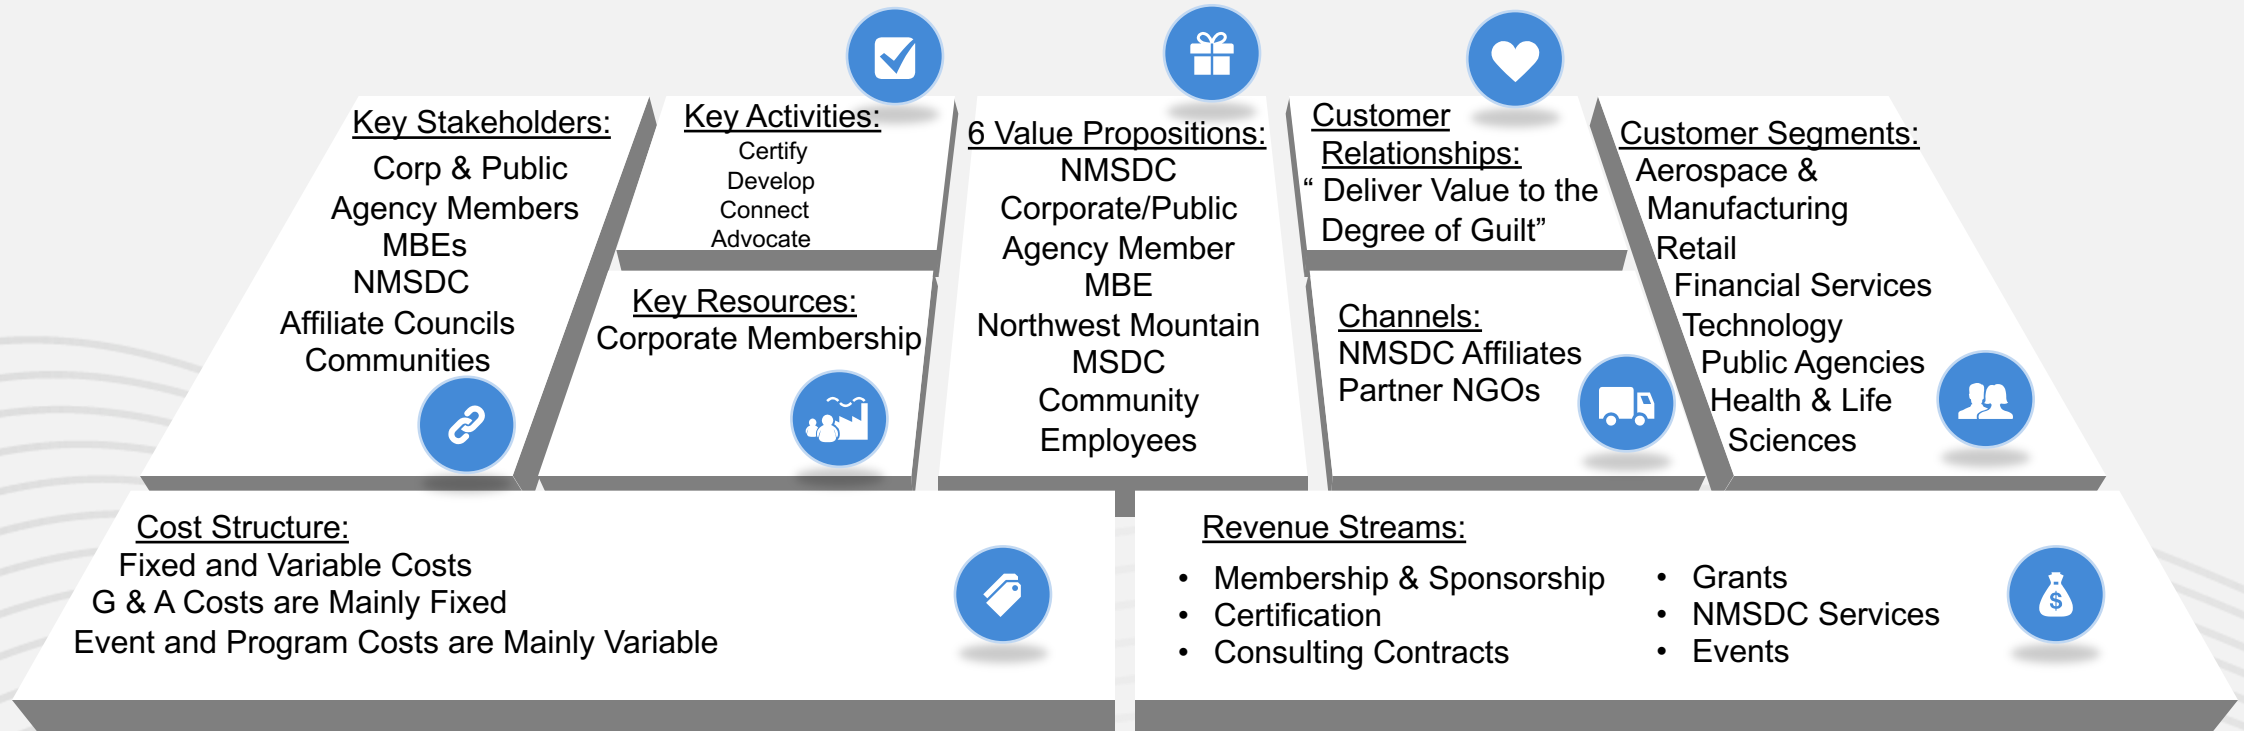 Key Stakeholders:
Corp & Public
Agency Members
MBEs
NMSDC
Affiliate Councils
Communities
Key Activities:
Certify
Develop
Connect
Advocate
Key Resources:
Corporate Membership
6 Value Propositions:
NMSDC
Corporate/Public
Agency Member
MBE
Northwest Mountain
MSDC
Community
Employees
Customer
Relationships:
“ Deliver Value to the
Degree of Guilt”
Channels:
NMSDC Affiliates
Partner NGOs
Customer Segments:
Aerospace &
Manufacturing
Retail
Financial Services
Technology
Public Agencies
Health & Life
Sciences
Cost Structure:
Fixed and Variable Costs
G & A Costs are Mainly Fixed
Event and Program Costs are Mainly Variable
Revenue Streams:
• Membership & Sponsorship
• Certification
• Consulting Contracts
• Grants
• NMSDC Services
• Events
$